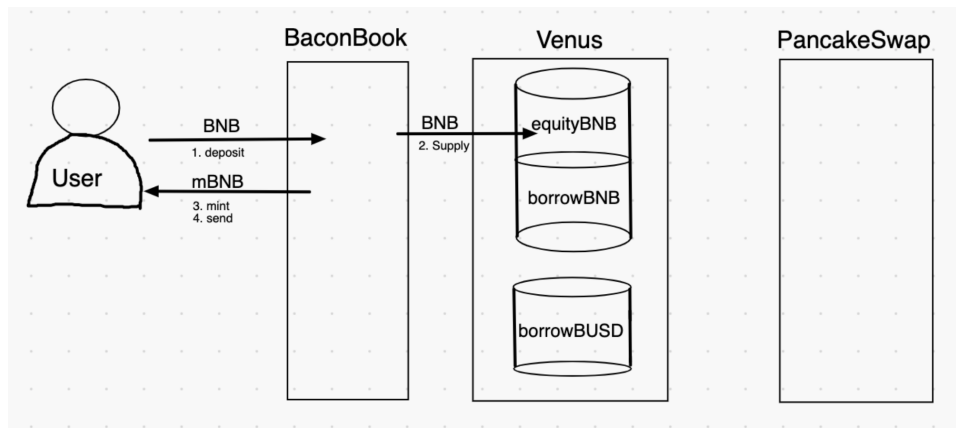 BaconBook
Venus
PancakeSwap
User
BNB
1. deposit
mBNB
3. mint
4. send
BNB
2. Supply
equityBNB
borrowBNB
borrowBUSD